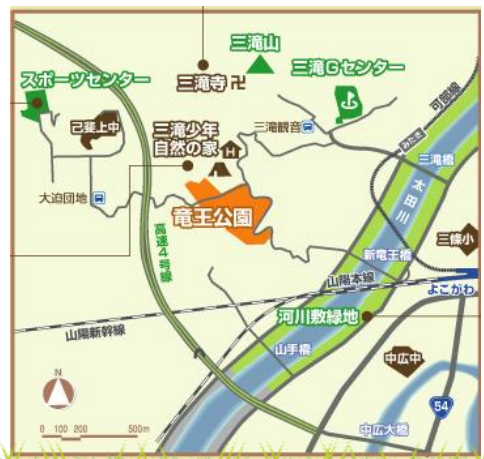 三滝山
スポーツセンター
三滝寺 卍
三滝Gセンター
己斐上中
三滝少年
自然の家
三滝観音
可部線
みたき
三滝橋
大迫団地
竜王公園
太田川
三篠小
高速4号線
新竜王橋
山陽本線
よこがわ
山陽新幹線
河川敷緑地
山手橋
中広中
N
54
0 100 200 500m
中広大橋